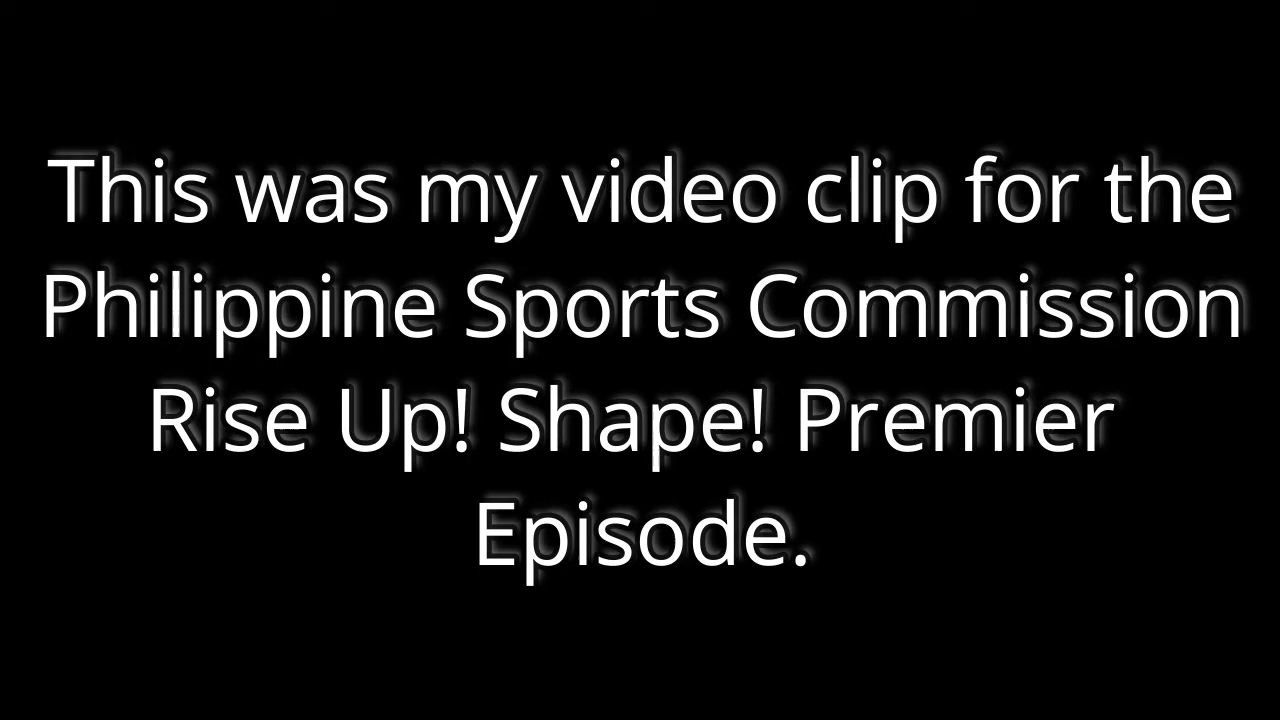 This was my video clip for the
Philippine Sports Commission
Rise Up! Shape! Premier
Episode.